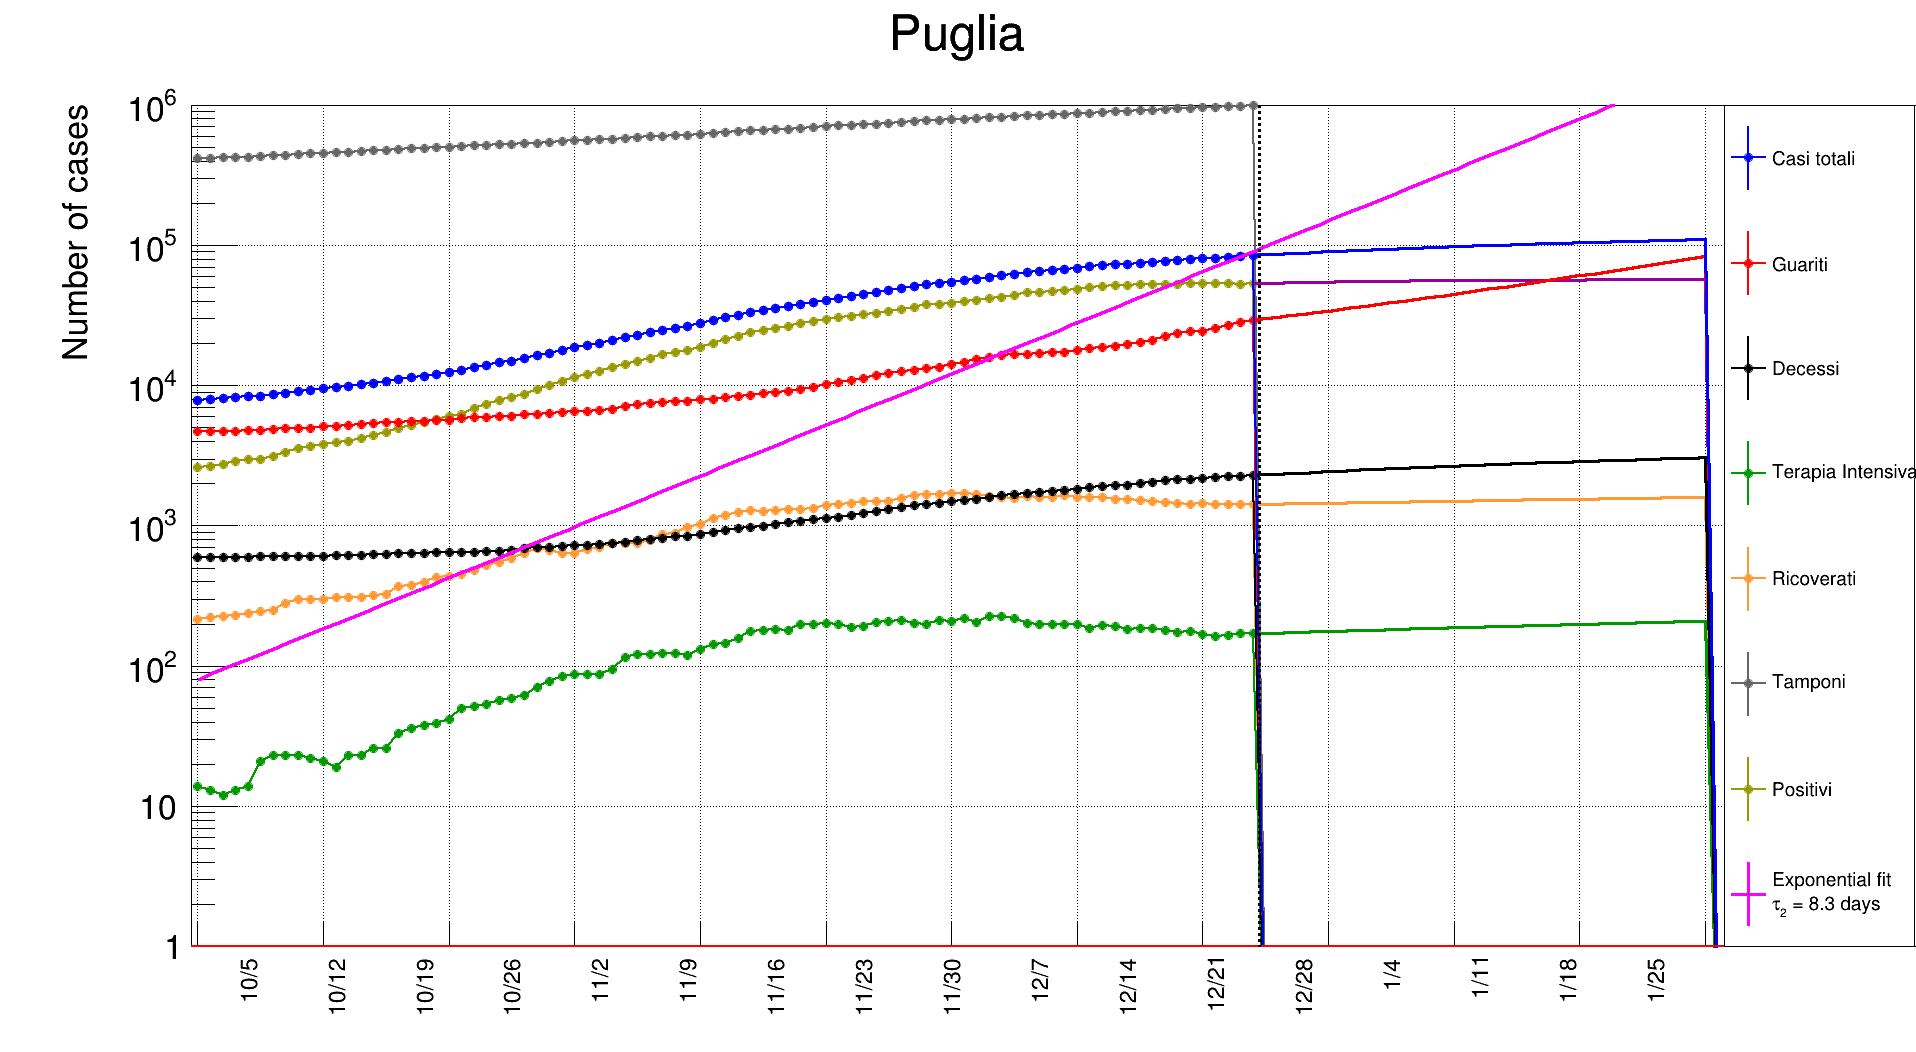 Puglia
Number of cases
10^6
10^5
10^4
10^3
10^2
10
1
10/5
10/12
10/19
10/26
11/2
11/9
11/16
11/23
11/30
12/7
12/14
12/21
12/28
1/4
1/11
1/18
1/25
Casi totali
Guariti
Decessi
Terapia Intensiva
Ricoverati
Tamponi
Positivi
Exponential fit
τ₂ = 8.3 days